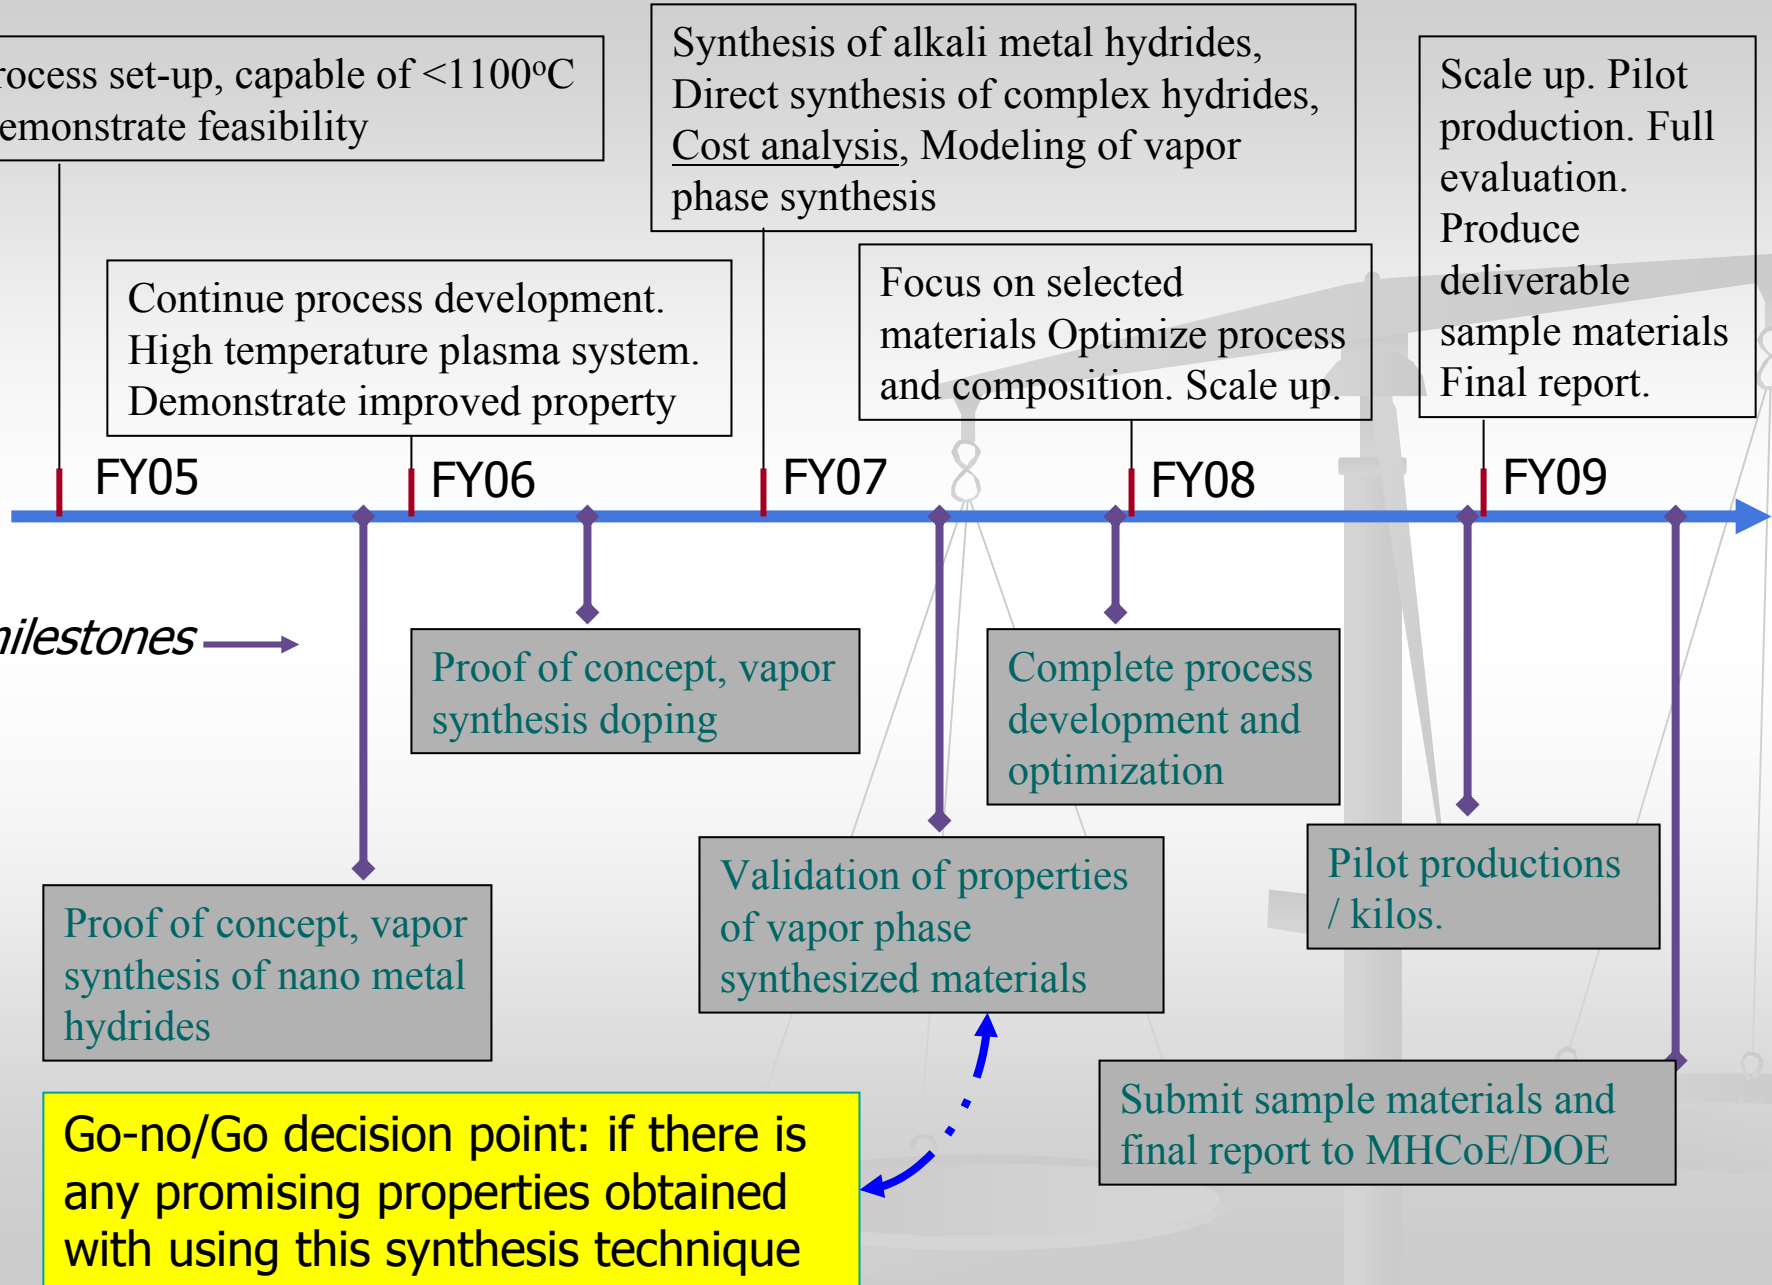 rocess set-up, capable of <1100ºC
emonstrate feasibility
Synthesis of alkali metal hydrides,
Direct synthesis of complex hydrides,
Cost analysis, Modeling of vapor
phase synthesis
Scale up. Pilot
production. Full
evaluation.
Produce
deliverable
sample materials
Final report.
Continue process development.
High temperature plasma system.
Demonstrate improved property
Focus on selected
materials Optimize process
and composition. Scale up.
FY05
FY06
FY07
FY08
FY09
milestones
Proof of concept, vapor
synthesis doping
Complete process
development and
optimization
Validation of properties
of vapor phase
synthesized materials
Pilot productions
/ kilos.
Proof of concept, vapor
synthesis of nano metal
hydrides
Submit sample materials and
final report to MHCoE/DOE
Go-no/Go decision point: if there is
any promising properties obtained
with using this synthesis technique